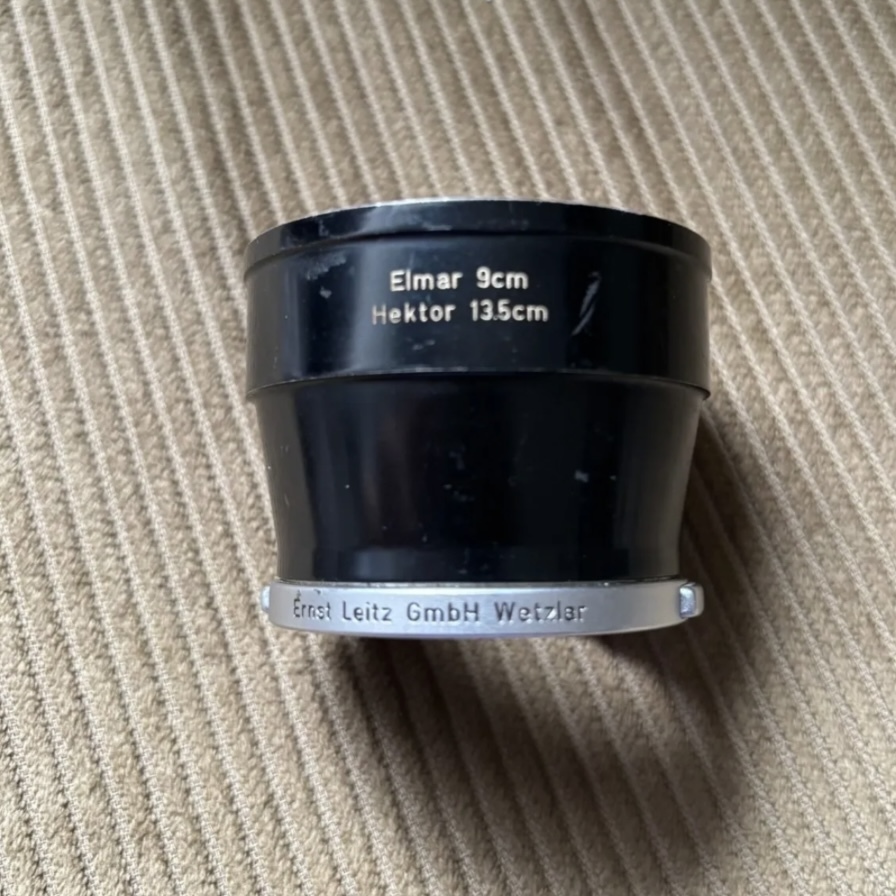 Elmar 9cm
Hektor 13.5cm
Ernst Leitz GmbH Wetzlar